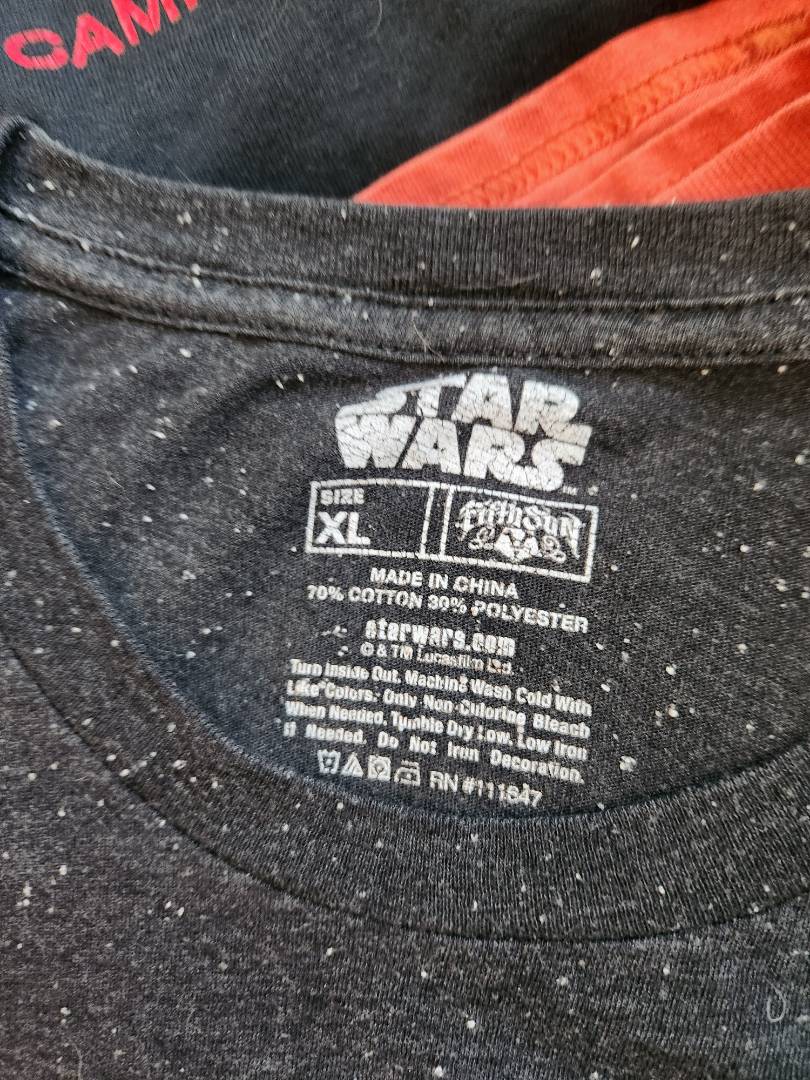 CAM
STAR
WARS
SIZE
XL
FIFTHSUN
MADE IN CHINA
70% COTTON 30% POLYESTER
starwars.com
© & TM Lucasfilm Ltd.
Turn Inside Out. Machine Wash Cold With
Like Colors. Only Non-Chlorine Bleach
When Needed. Tumble Dry Low. Low Iron
If Needed. Do Not Iron Decoration.
RN #111647